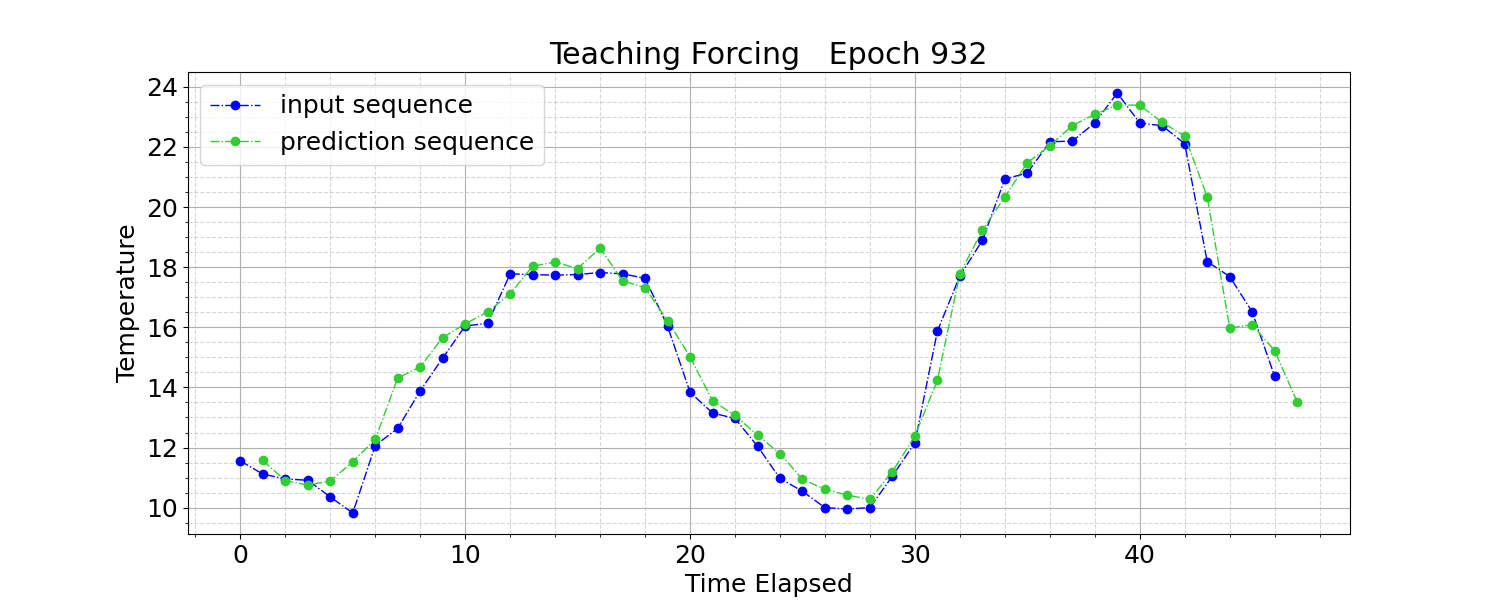 Teaching Forcing   Epoch 932
input sequence
prediction sequence
Temperature
24
22
20
18
16
14
12
10
0 10 20 30 40
Time Elapsed